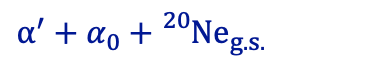 α′ + α₀ + ²⁰Ne_g.s.